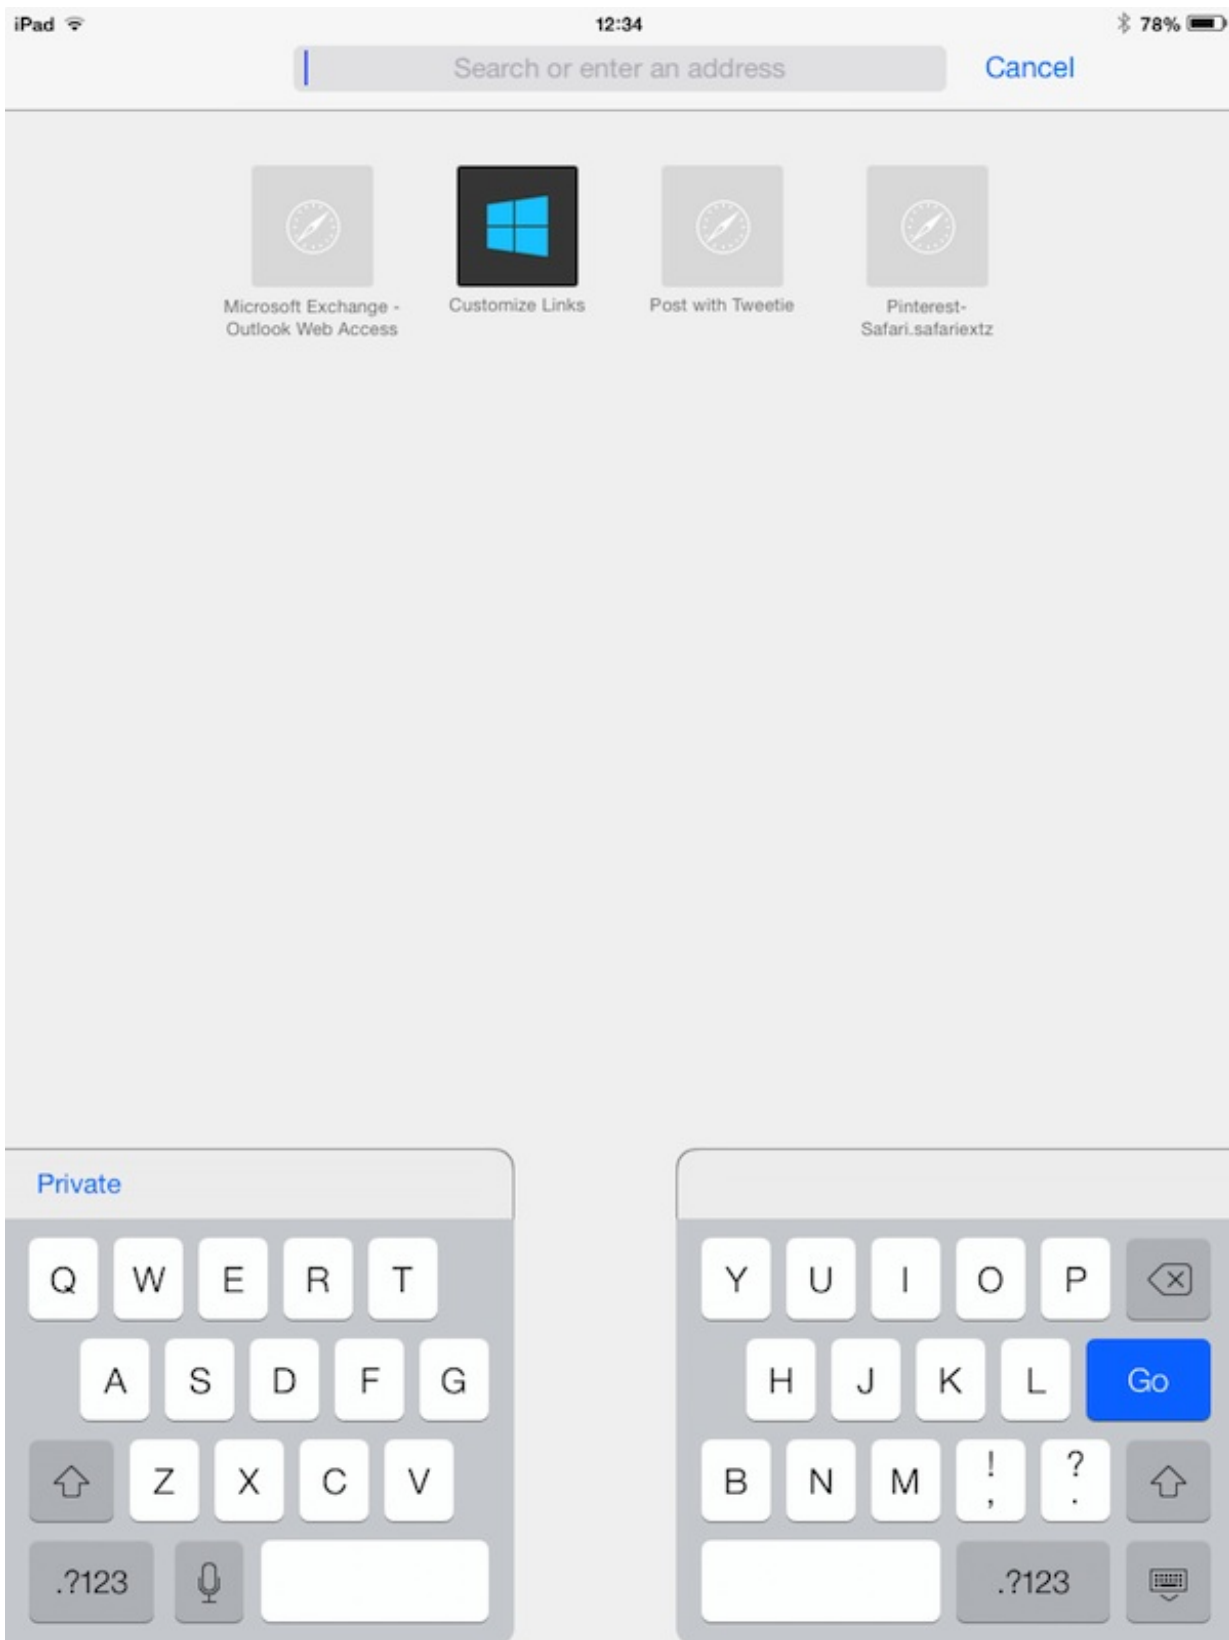 iPad 12:34 78%
Search or enter an address Cancel
Microsoft Exchange -
Outlook Web Access
Customize Links
Post with Tweetie
Pinterest-
Safari.safariextz
Private
Q W E R T Y U I O P
A S D F G H J K L Go
Z X C V B N M ! , ? .
.?123 .?123